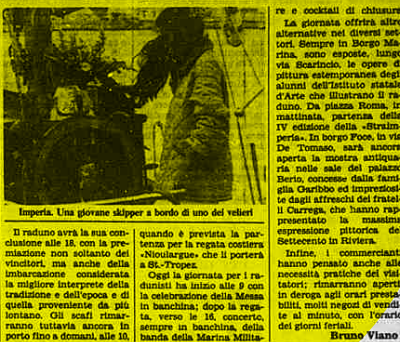 Imperia. Una giovane skipper a bordo di uno dei velieri
Il raduno avrà la sua con-
clusione alle 18, con la pre-
miazione non soltanto dei
vincitori, ma anche della
imbarcazione considerata
la migliore interprete della
tradizione e dell'epoca e di
quella proveniente da più
lontano. Gli scafi rimar-
ranno tuttavia ancora in
porto fino a domani, alle 10,
quando è prevista la par-
tenza per la regata costiera
«Nioulargue» che li porterà
a St.-Tropez.
Oggi la giornata per i ra-
dunisti ha inizio alle 9 con
la celebrazione della Messa
in banchina; dopo la rega-
ta, verso le 16, concerto,
sempre in banchina, della
banda della Marina Milita-
re e cocktail di chiusura
La giornata offrirà altre
alternative nei diversi set-
tori. Sempre in Borgo Ma-
rina, sono esposte, lungo
via Scarincio, le opere di
pittura estemporanea degli
alunni dell'Istituto statale
d'Arte che illustrano il ra-
duno. Da piazza Roma, in
mattinata, partenza della
IV edizione della «Straim-
peria». In borgo Foce, in via
De Tomaso, sarà ancora
aperta la mostra antiqua-
ria nelle sale del palazzo
Berio, concesse dalla fami-
glia Garibbo ed impreziosi-
te dagli affreschi del fratel-
li Carrega, che hanno rap-
presentato la massima
espressione pittorica del
Settecento in Riviera.
Infine, i commercianti
hanno pensato anche alle
necessità pratiche dei visi-
tatori; rimarranno aperti
in deroga agli orari presta-
biliti, molti negozi di vendi-
te al minuto, con l'orario
dei giorni feriali.
Bruno Viano